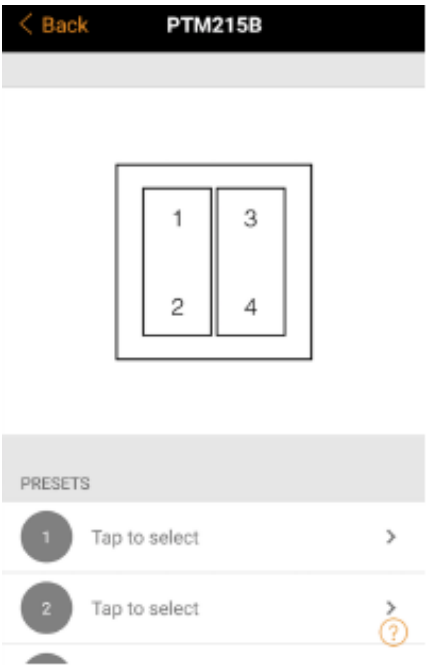 < Back PTM215B
1 3
2 4
PRESETS
1 Tap to select >
2 Tap to select >
?